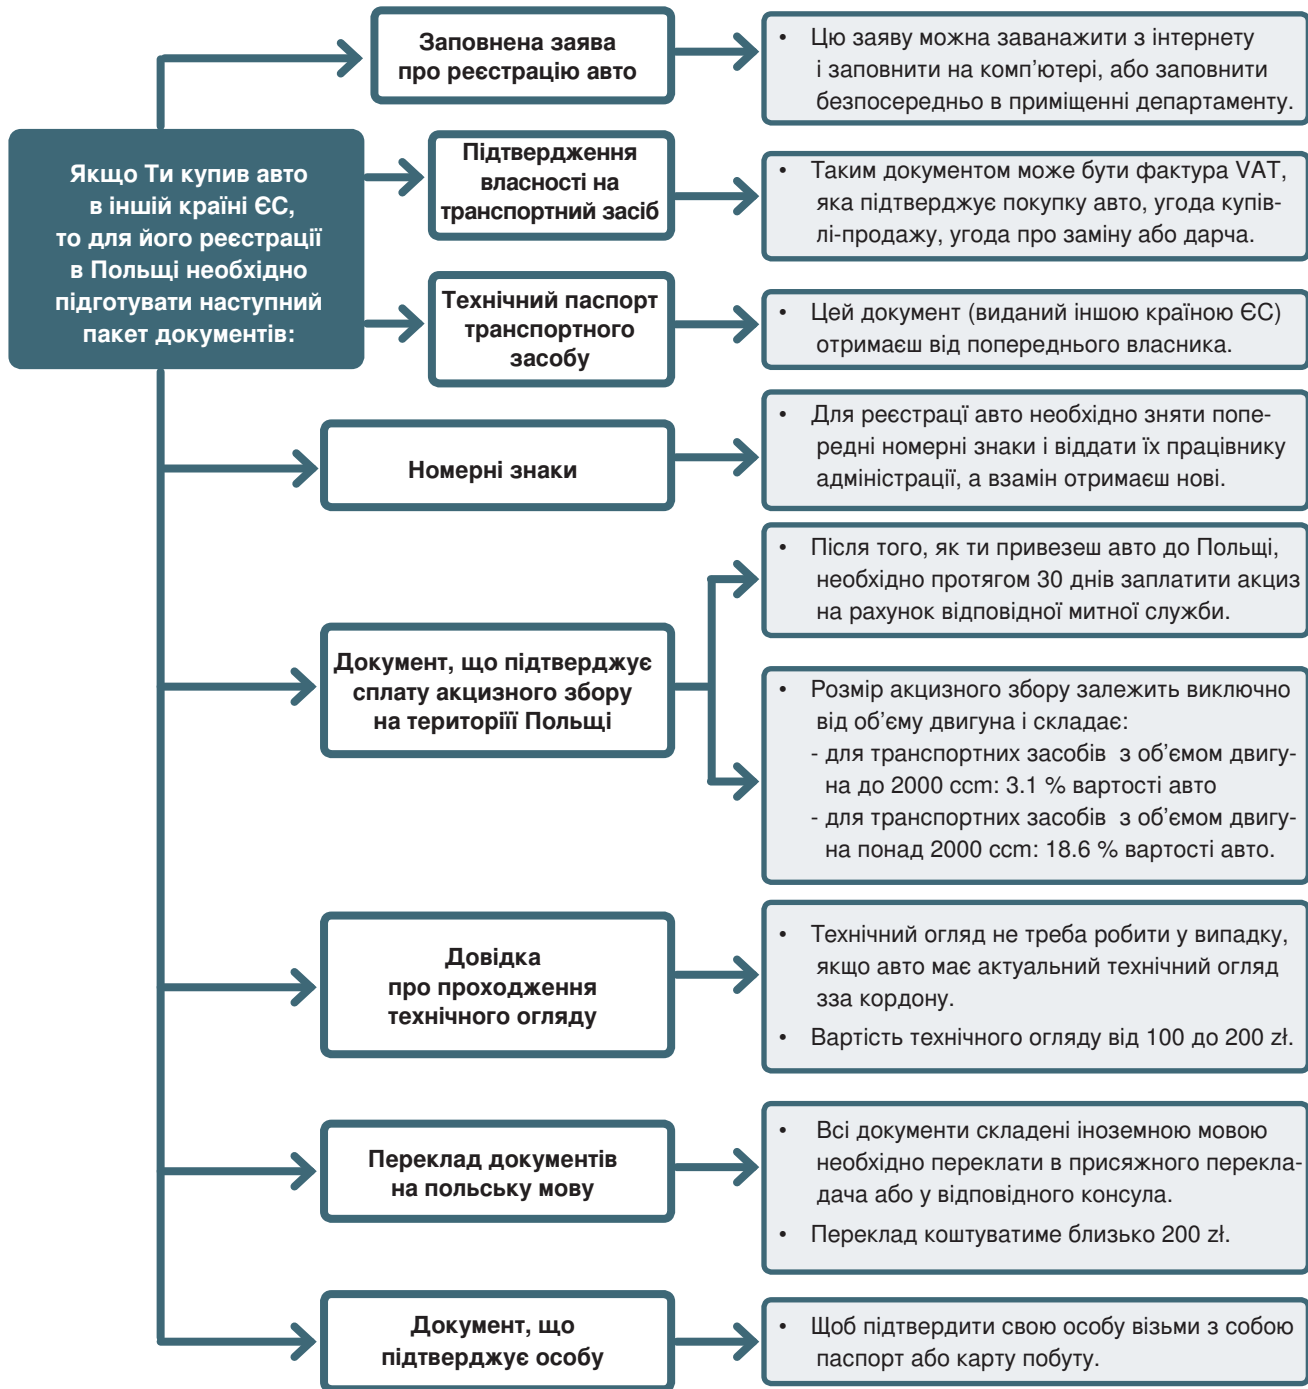 Якщо Ти купив авто
в іншій країні ЄС,
то для його реєстрації
в Польщі необхідно
підготувати наступний
пакет документів:
Заповнена заява
про реєстрацію авто
• Цю заяву можна заванажити з інтернету
і заповнити на комп’ютері, або заповнити
безпосередньо в приміщенні департаменту.
Підтвердження
власності на
транспортний засіб
• Таким документом може бути фактура VAT,
яка підтверджує покупку авто, угода купів-
лі-продажу, угода про заміну або дарча.
Технічний паспорт
транспортного
засобу
• Цей документ (виданий іншою країною ЄС)
отримаєш від попереднього власника.
Номерні знаки
• Для реєстраці авто необхідно зняти попе-
редні номерні знаки і віддати їх працівнику
адміністрації, а взамін отримаєш нові.
Документ, що підтверджує
сплату акцизного збору
на територіїї Польщі
• Після того, як ти привезеш авто до Польщі,
необхідно протягом 30 днів заплатити акциз
на рахунок відповідної митної служби.
• Розмір акцизного збору залежить виключно
від об’єму двигуна і складає:
- для транспортних засобів з об’ємом двигу-
на до 2000 ccm: 3.1 % вартості авто
- для транспортних засобів з об’ємом двигу-
на понад 2000 ccm: 18.6 % вартості авто.
Довідка
про проходження
технічного огляду
• Технічний огляд не треба робити у випадку,
якщо авто має актуальний технічний огляд
зза кордону.
• Вартість технічного огляду від 100 до 200 zł.
Переклад документів
на польську мову
• Всі документи складені іноземною мовою
необхідно переклати в присяжного перекла-
дача або у відповідного консула.
• Переклад коштуватиме близько 200 zł.
Документ, що
підтверджує особу
• Щоб підтвердити свою особу візьми з собою
паспорт або карту побуту.